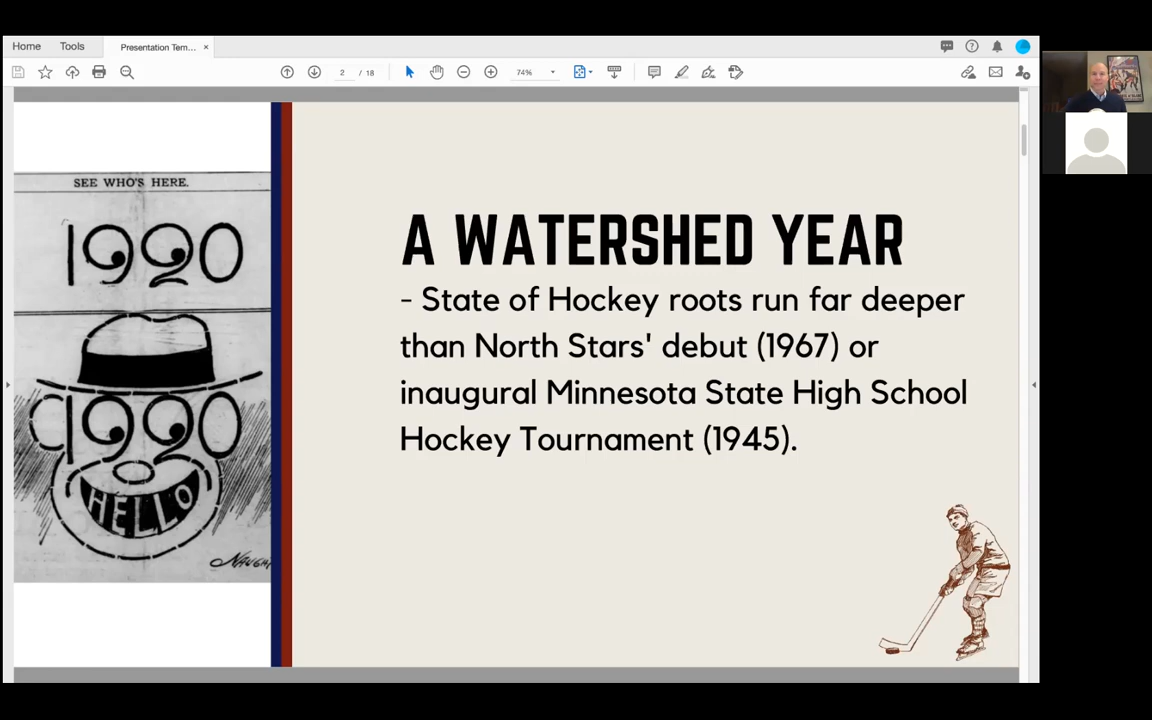 Home
Tools
Presentation Tem...
2 / 18
74%
SEE WHO'S HERE.
1920
1920
HELLO
A WATERSHED YEAR
- State of Hockey roots run far deeper
than North Stars' debut (1967) or
inaugural Minnesota State High School
Hockey Tournament (1945).